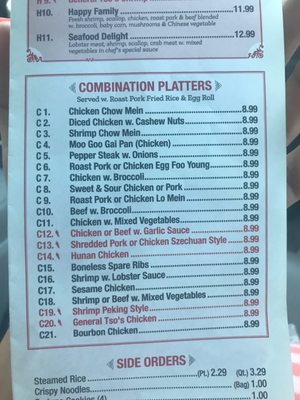 H10. Happy Family 11.99
Fresh shrimp, scallop, chicken, roast pork & beef blended
w. broccoli, baby corn, mushrooms & Chinese vegetable
H11. Seafood Delight 12.99
Lobster meat, shrimp, scallop, crab meat w. mixed
vegetables in chef's special sauce
COMBINATION PLATTERS
Served w. Roast Pork Fried Rice & Egg Roll
C 1. Chicken Chow Mein 8.99
C 2. Diced Chicken w. Cashew Nuts 8.99
C 3. Shrimp Chow Mein 8.99
C 4. Moo Goo Gai Pan (Chicken) 8.99
C 5. Pepper Steak w. Onions 8.99
C 6. Roast Pork or Chicken Egg Foo Young 8.99
C 7. Chicken w. Broccoli 8.99
C 8. Sweet & Sour Chicken or Pork 8.99
C 9. Roast Pork or Chicken Lo Mein 8.99
C10. Beef w. Broccoli 8.99
C11. Chicken w. Mixed Vegetables 8.99
C12. Chicken or Beef w. Garlic Sauce 8.99
C13. Shredded Pork or Chicken Szechuan Style 8.99
C14. Hunan Chicken 8.99
C15. Boneless Spare Ribs 8.99
C16. Shrimp w. Lobster Sauce 8.99
C17. Sesame Chicken 8.99
C18. Shrimp or Beef w. Mixed Vegetables 8.99
C19. Shrimp Peking Style 8.99
C20. General Tso's Chicken 8.99
C21. Bourbon Chicken 8.99
SIDE ORDERS
Steamed Rice (Pt.) 2.29 (Qt.) 3.29
Crispy Noodles (Bag) 1.00
1.00